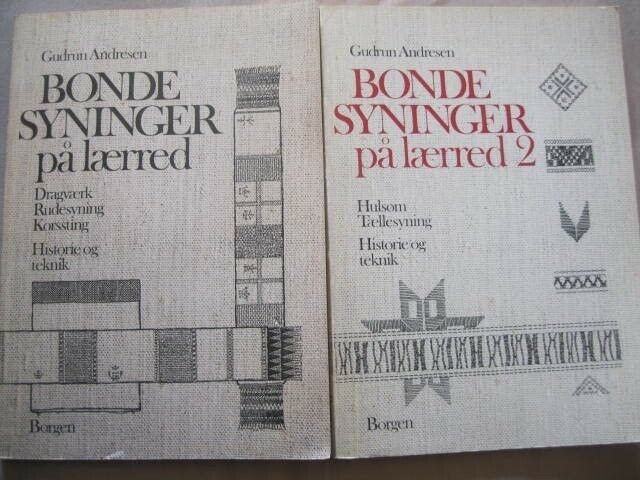 Gudrun Andresen
BONDE
SYNINGER
på lærred
Dragværk
Rudesyning
Korssting
Historie og
teknik
Borgen
Gudrun Andresen
BONDE
SYNINGER
på lærred 2
Hulsøm
Tællesyning
Historie og
teknik
Borgen